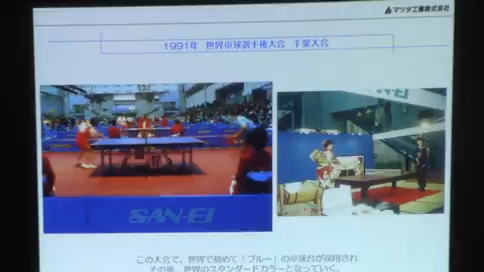 マツダ工業株式会社
1991年 世界卓球選手権大会 千葉大会
SAN-EI
この大会で、世界で初めて「ブルー」の卓球台が採用され
その後、世界のスタンダードカラーとなっていく。